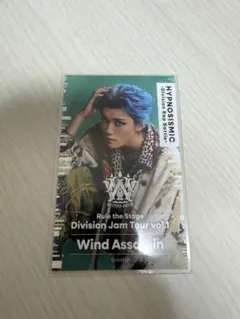 HYPNOSISMIC
-Division Rap Battle-
Rule the Stage
Division Jam Tour vol.1
Wind Assassin